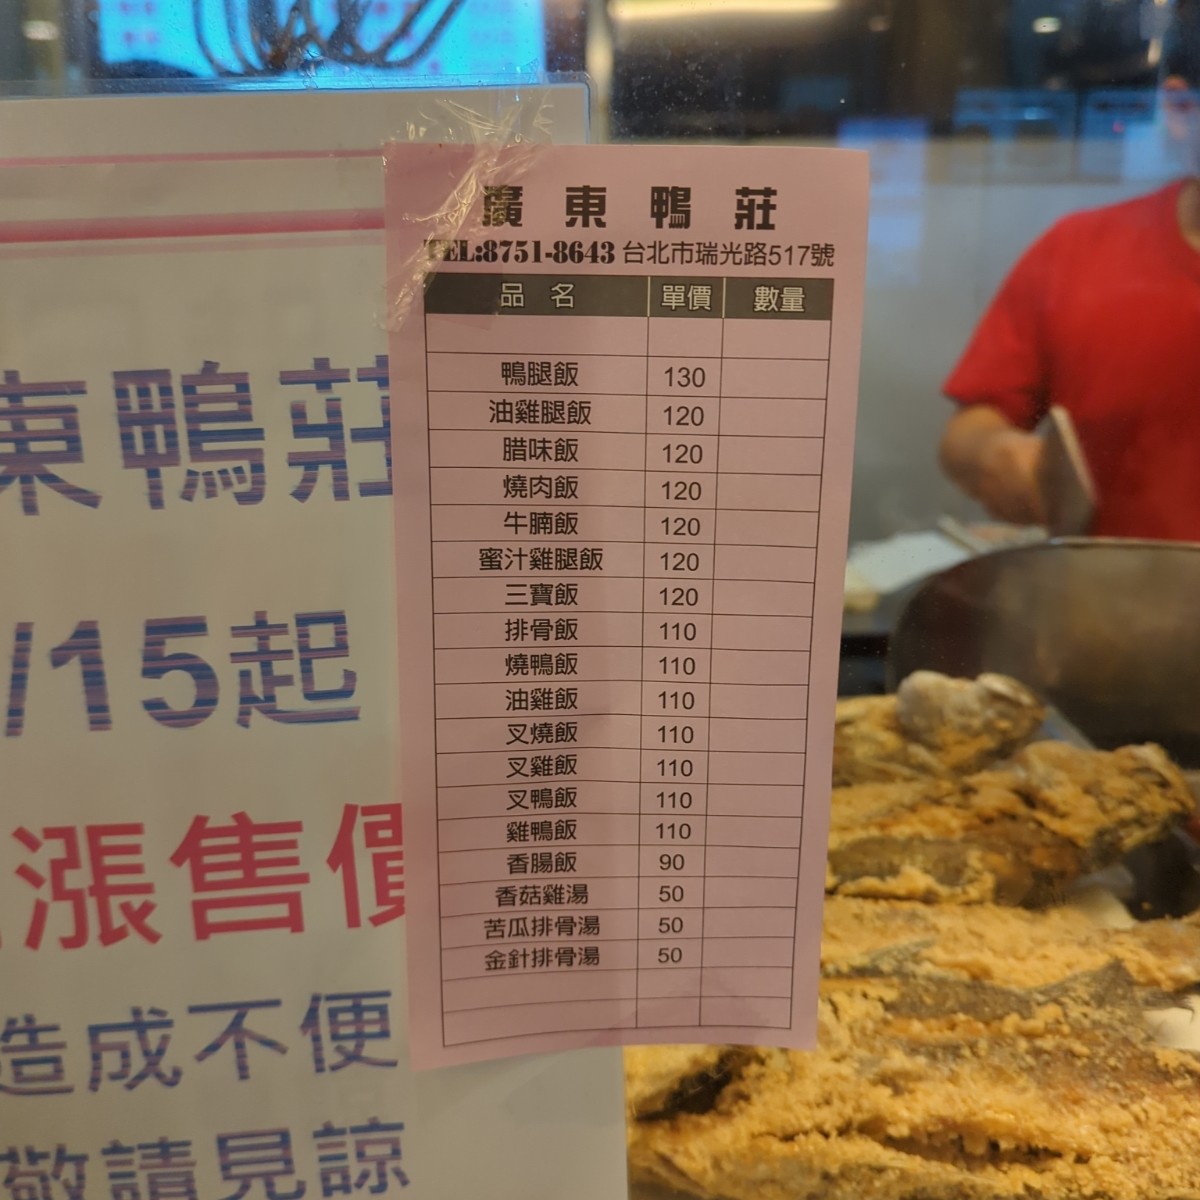 廣東鴨莊
TEL:8751-8643 台北市瑞光路517號
品名 單價 數量
鴨腿飯 130
油雞腿飯 120
腊味飯 120
燒肉飯 120
牛腩飯 120
蜜汁雞腿飯 120
三寶飯 120
排骨飯 110
燒鴨飯 110
油雞飯 110
叉燒飯 110
叉雞飯 110
叉鴨飯 110
雞鴨飯 110
香腸飯 90
香菇雞湯 50
苦瓜排骨湯 50
金針排骨湯 50
東鴨莊
/15起
漲售價
造成不便
敬請見諒